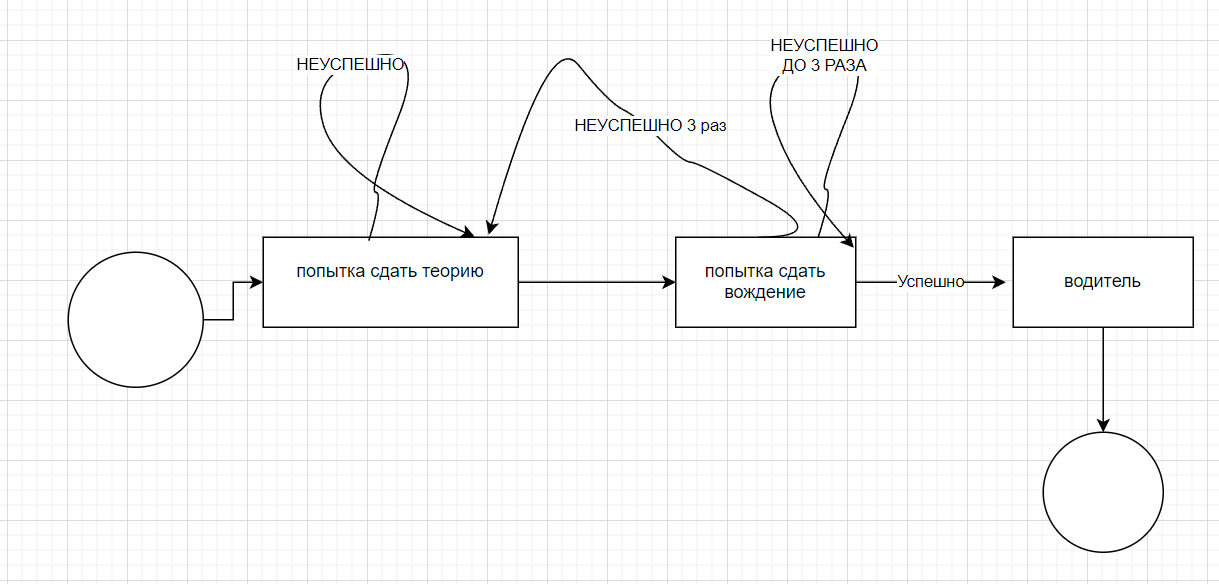 НЕУСПЕШНО
НЕУСПЕШНО 3 раз
НЕУСПЕШНО
ДО 3 РАЗА
попытка сдать теорию
попытка сдать
вождение
Успешно
водитель